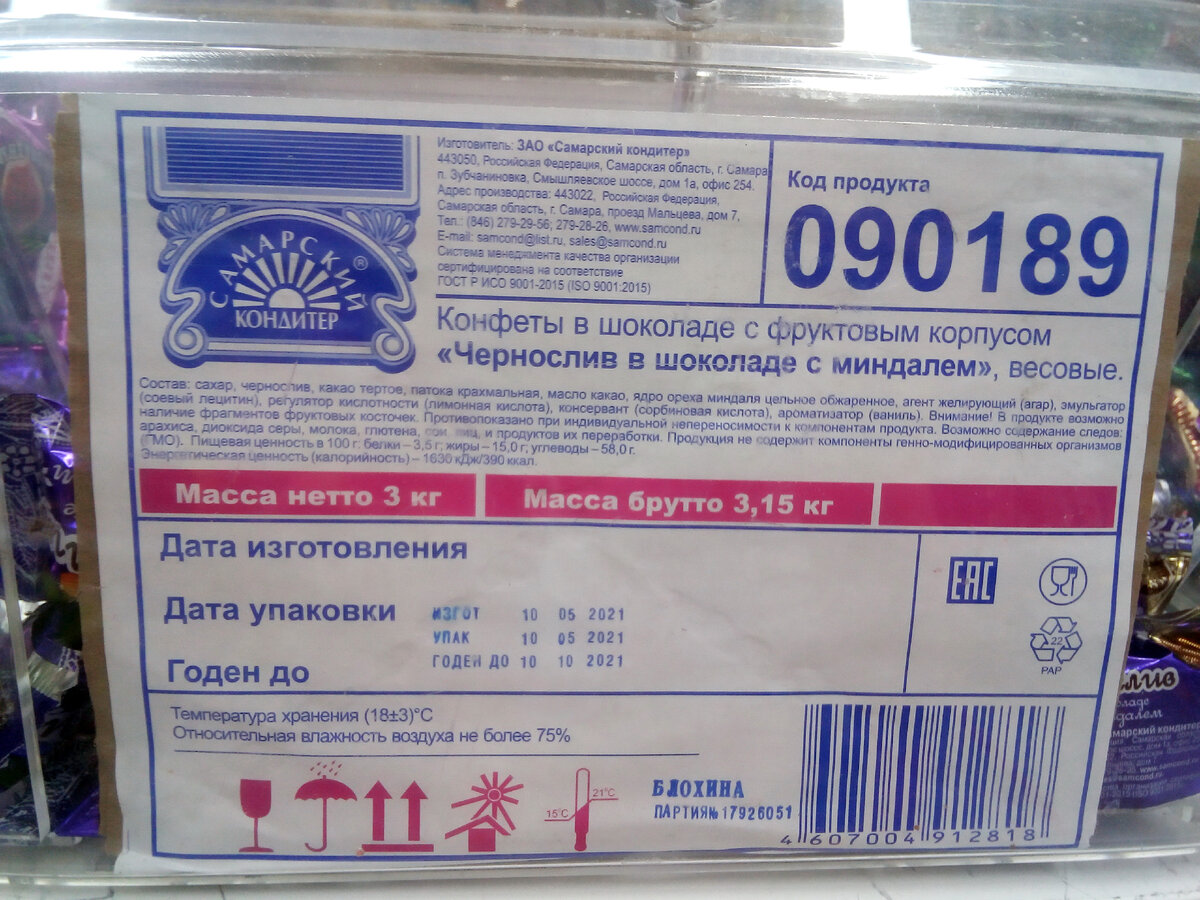 САМАРСКИЙ
®
КОНДИТЕР
Изготовитель: ЗАО «Самарский кондитер»
443050, Российская Федерация, Самарская область, г. Самара
п. Зубчаниновка, Смышляевское шоссе, дом 1а, офис 254.
Адрес производства: 443022, Российская Федерация,
Самарская область, г. Самара, проезд Мальцева, дом 7,
Тел.: (846) 279-29-56; 279-28-26, www.samcond.ru
E-mail: samcond@list.ru, sales@samcond.ru
Система менеджмента качества организации
сертифицирована на соответствие
ГОСТ Р ИСО 9001-2015 (ISO 9001:2015)
Код продукта
090189
Конфеты в шоколаде с фруктовым корпусом
«Чернослив в шоколаде с миндалем», весовые.
Состав: сахар, чернослив, какао тертое, патока крахмальная, масло какао, ядро ореха миндаля цельное обжаренное, агент желирующий (агар), эмульгатор
(соевый лецитин), регулятор кислотности (лимонная кислота), консервант (сорбиновая кислота), ароматизатор (ваниль). Внимание! В продукте возможно
наличие фрагментов фруктовых косточек. Противопоказано при индивидуальной непереносимости к компонентам продукта. Возможно содержание следов:
арахиса, диоксида серы, молока, глютена, сои, яиц, и продуктов их переработки. Продукция не содержит компоненты генно-модифицированных организмов
(ГМО). Пищевая ценность в 100 г: белки – 3,5 г; жиры – 15,0 г; углеводы – 58,0 г.
Энергетическая ценность (калорийность) – 1630 кДж/390 ккал.
Масса нетто 3 кг
Масса брутто 3,15 кг
Дата изготовления
Дата упаковки
Годен до
ИЗГОТ 10 05 2021
УПАК 10 05 2021
ГОДЕН ДО 10 10 2021
EAC
22
PAP
Температура хранения (18±3)°С
Относительная влажность воздуха не более 75%
15°C
21°C
БЛОХИНА
ПАРТИЯ№17926051
4 607004 912818